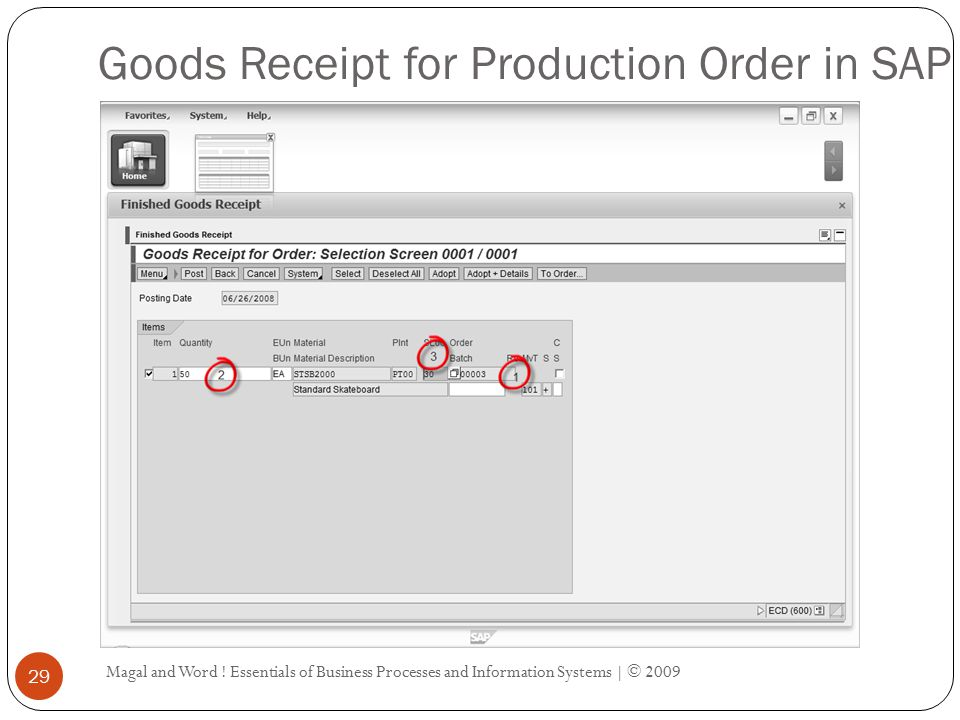 Goods Receipt for Production Order in SAP
Favorites System Help
Home
Finished Goods Receipt
Finished Goods Receipt
Goods Receipt for Order: Selection Screen 0001 / 0001
Menu Post Back Cancel System Select Deselect All Adopt Adopt + Details To Order...
Posting Date 06/26/2008
Items
Item Quantity EUn Material Plnt Order C
BUn Material Description Batch MvT S S
1 50 EA STSB2000 PT00 30 00003
Standard Skateboard 101 +
3
2
1
ECD (600)
SAP
29
Magal and Word ! Essentials of Business Processes and Information Systems | © 2009